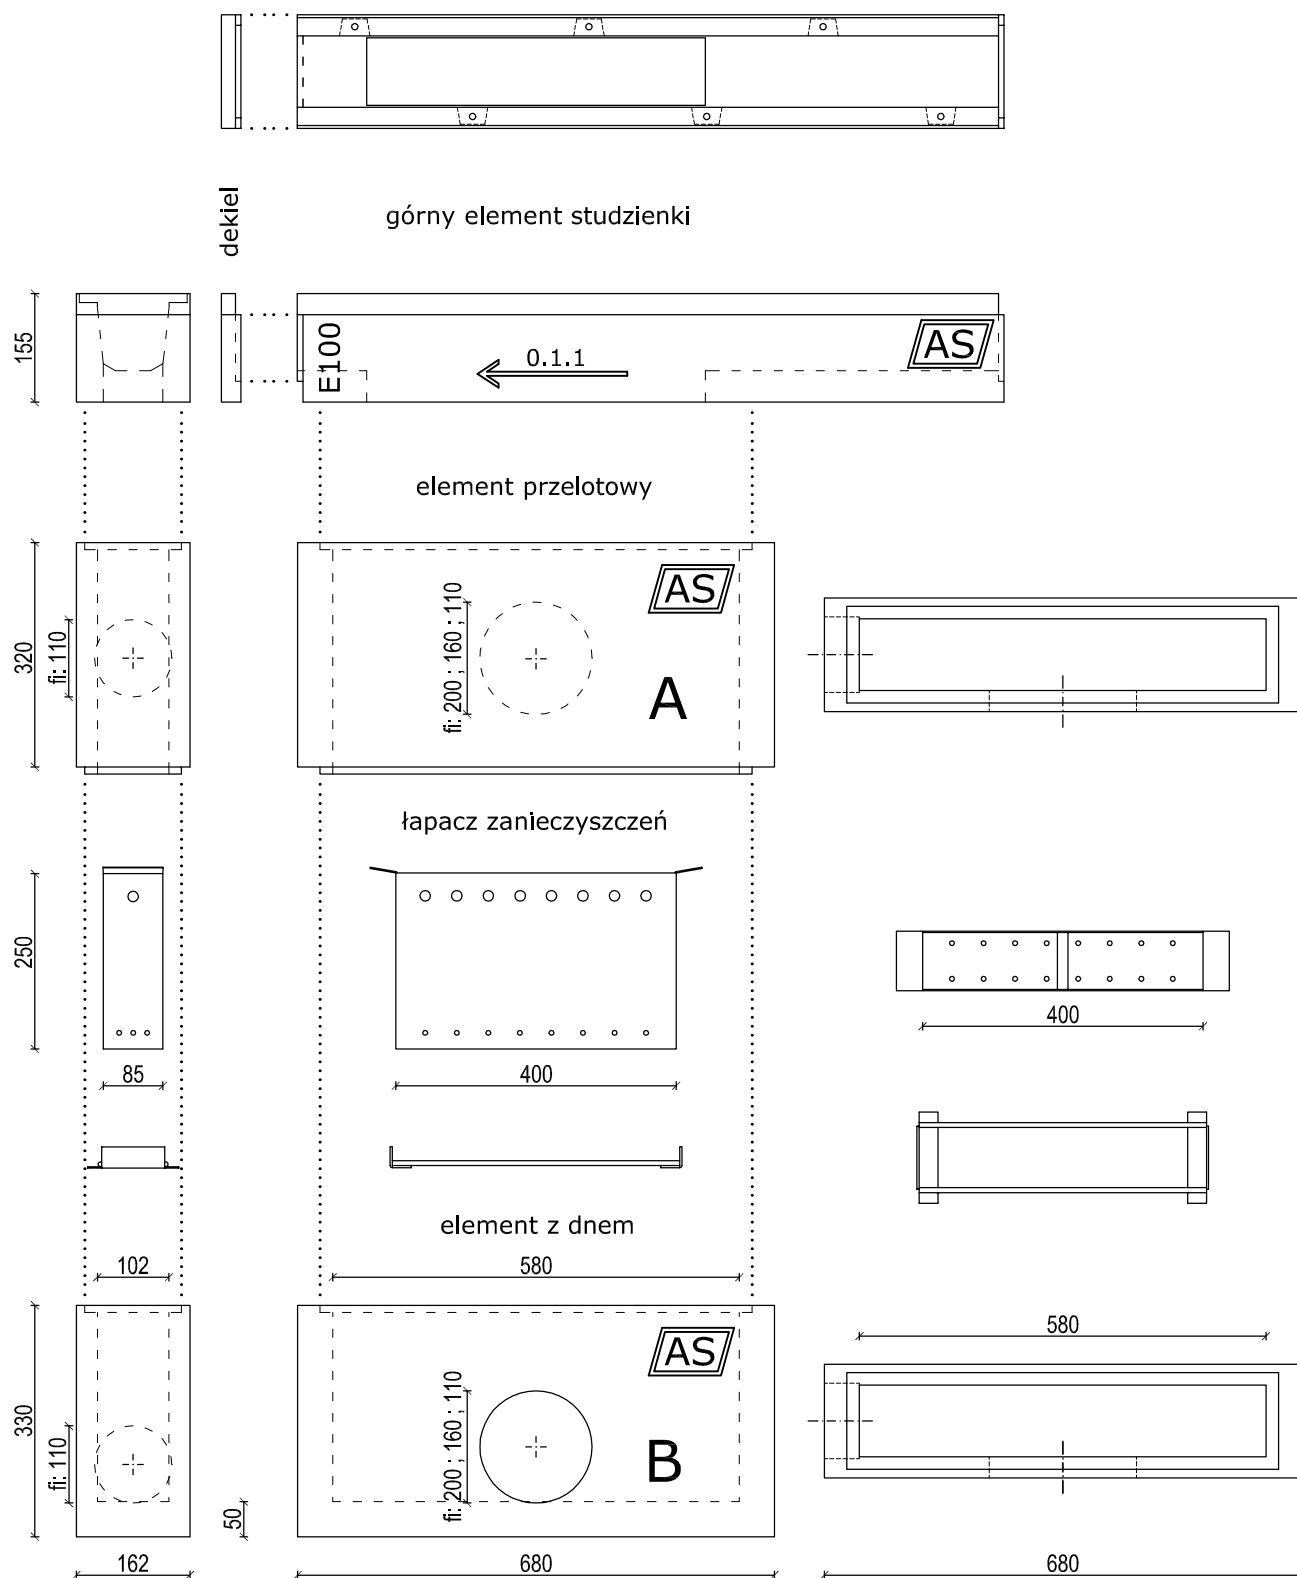 dekiel
górny element studzienki
155
E100
0.1.1
AS
element przelotowy
320
fi: 110
fi: 200 ; 160 ; 110
AS
A
łapacz zanieczyszczeń
250
85
400
400
element z dnem
102
580
580
330
fi: 110
fi: 200 ; 160 ; 110
AS
B
50
162
680
680